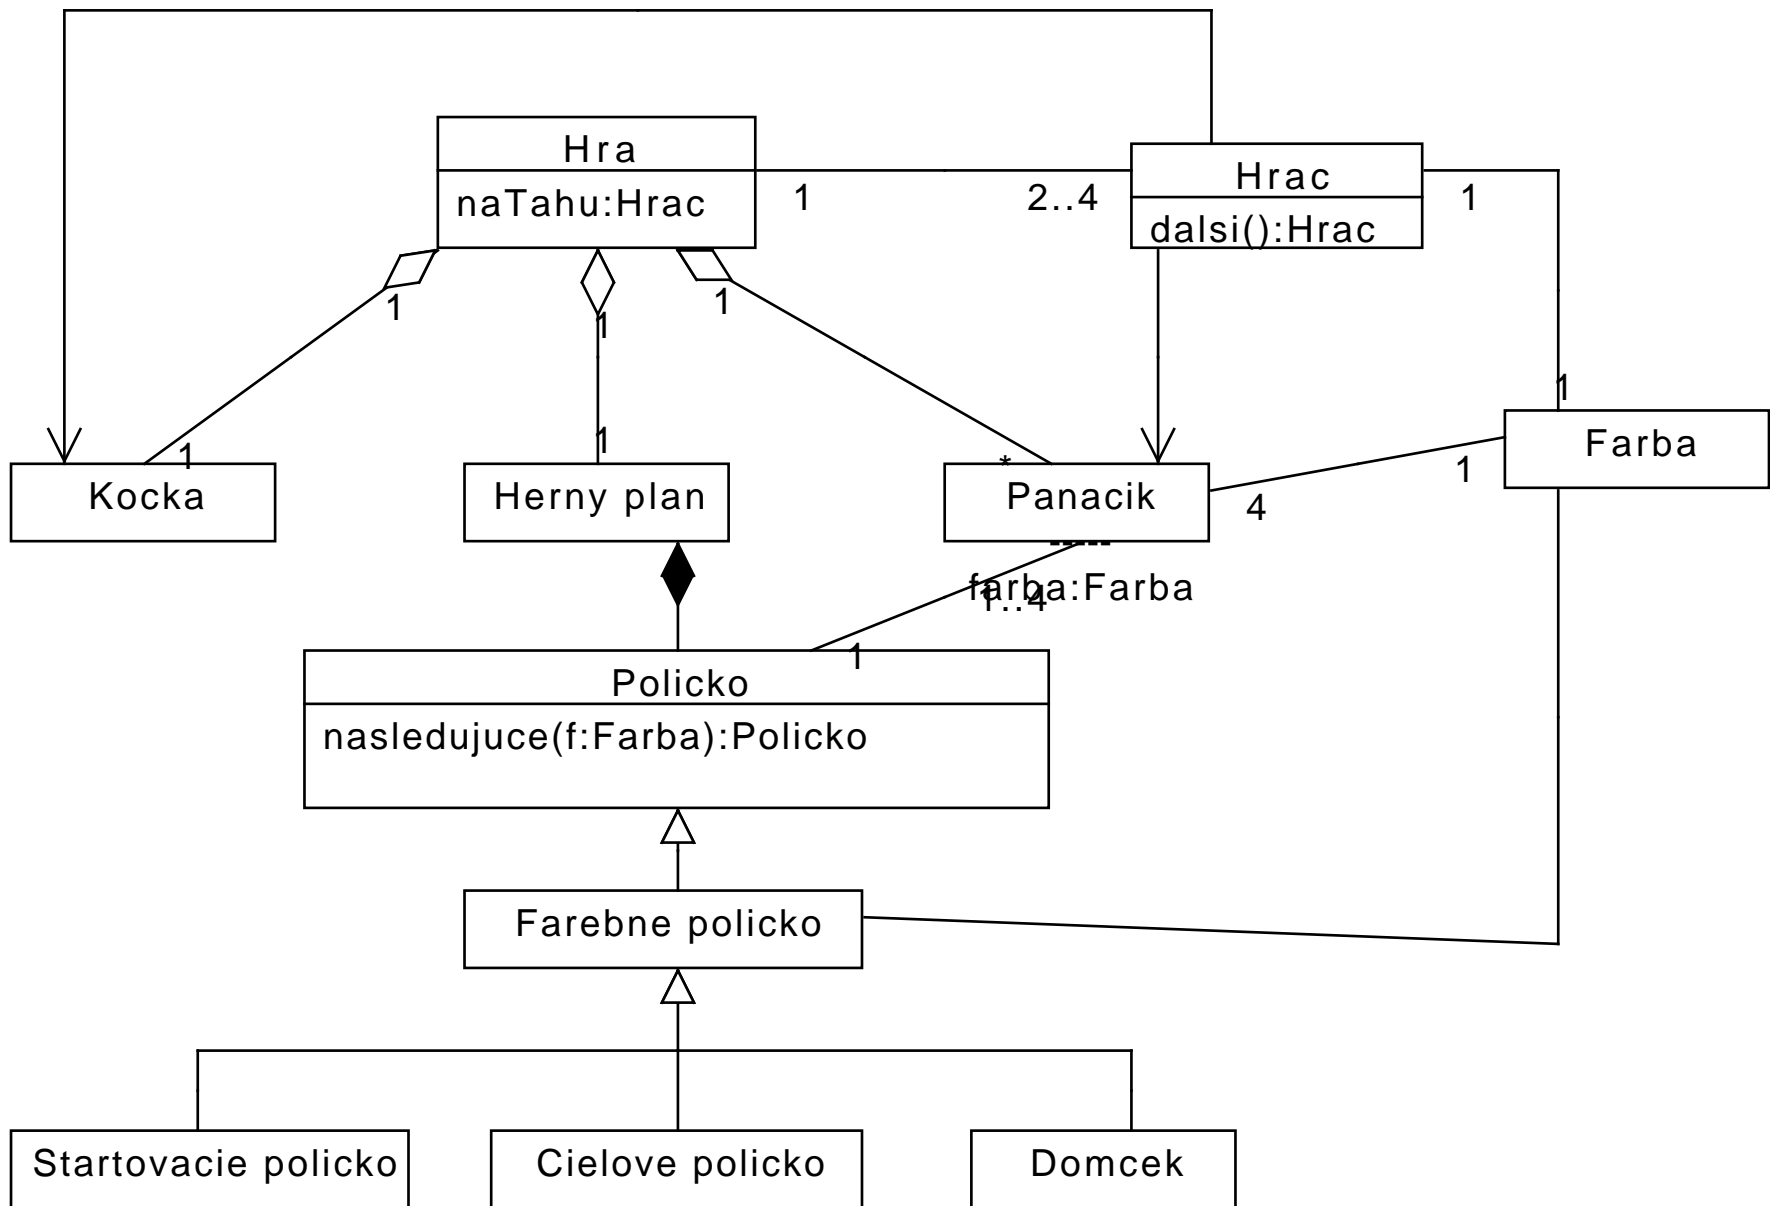 Hra
naTahu:Hrac
Hrac
dalsi():Hrac
1
2..4
1
1
1
1
1
1
1
*
Kocka
Herny plan
Panacik
Farba
4
1
-----
farba:Farba
1..4
1
Policko
nasledujuce(f:Farba):Policko
Farebne policko
Startovacie policko
Cielove policko
Domcek